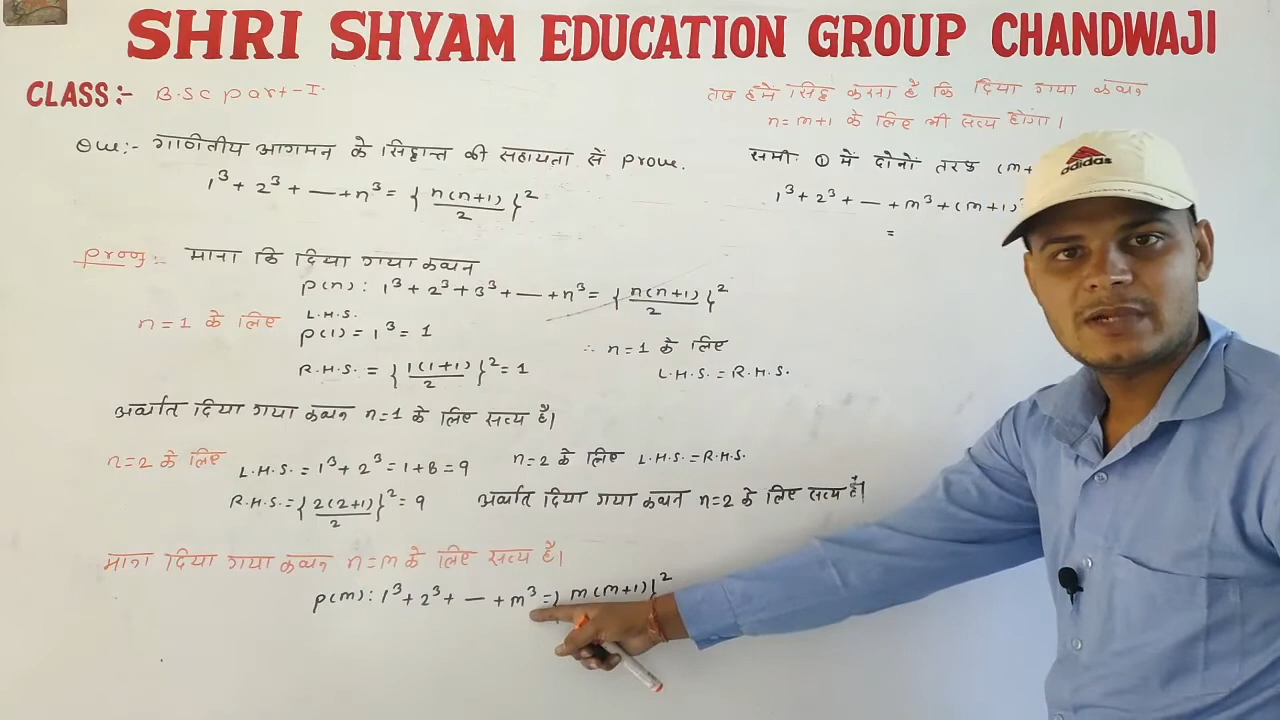 SHRI SHYAM EDUCATION GROUP CHANDWAJI
CLASS:- B.Sc part-I.
Que:- गाणितीय आगमन के सिद्धान्त की सहायता सें prove.
1³ + 2³ + — + n³ = { n(n+1) / 2 }²
Proof:- माना कि दिया गया कथन
p(n): 1³ + 2³ + 3³ + — + n³ = { n(n+1) / 2 }²
n=1 के लिए
L.H.S.
p(1) = 1³ = 1
R.H.S. = { 1(1+1) / 2 }² = 1
∴ n=1 के लिए
L.H.S. = R.H.S.
अर्थात दिया गया कथन n=1 के लिए सत्य है।
n=2 के लिए
L.H.S. = 1³ + 2³ = 1+8 = 9
R.H.S. = { 2(2+1) / 2 }² = 9
n=2 के लिए L.H.S. = R.H.S.
अर्थात दिया गया कथन n=2 के लिए सत्य है।
माना दिया गया कथन n=m के लिए सत्य है।
p(m): 1³ + 2³ + — + m³ = { m(m+1) }²
तब हमे सिद्ध करना है कि दिया गया कथन
n = m+1 के लिए भी सत्य होगा।
समी. ① में दोनों तरफ (m+
1³ + 2³ + — + m³ + (m+1)
=
adidas